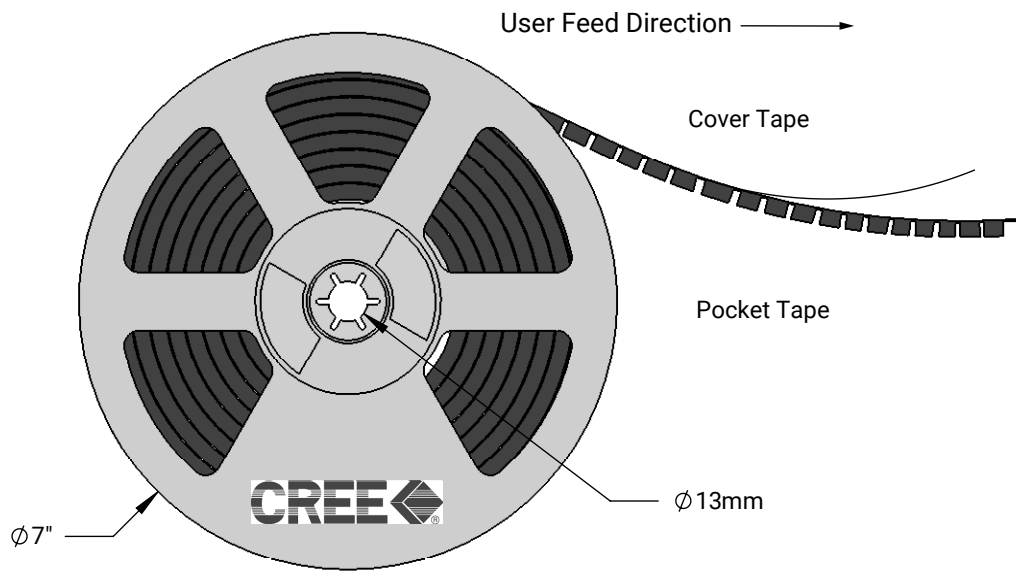 User Feed Direction
Cover Tape
Pocket Tape
∅13mm
CREE®
∅7"